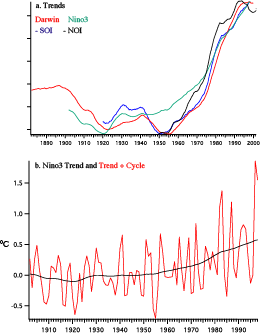 a. Trends
Darwin Nino3
- SOI - NOI
1890 1900 1910 1920 1930 1940 1950 1960 1970 1980 1990 2000
b. Nino3 Trend and Trend + Cycle
1.5
1.0
0.5
°C
0.0
-0.5
1910 1920 1930 1940 1950 1960 1970 1980 1990